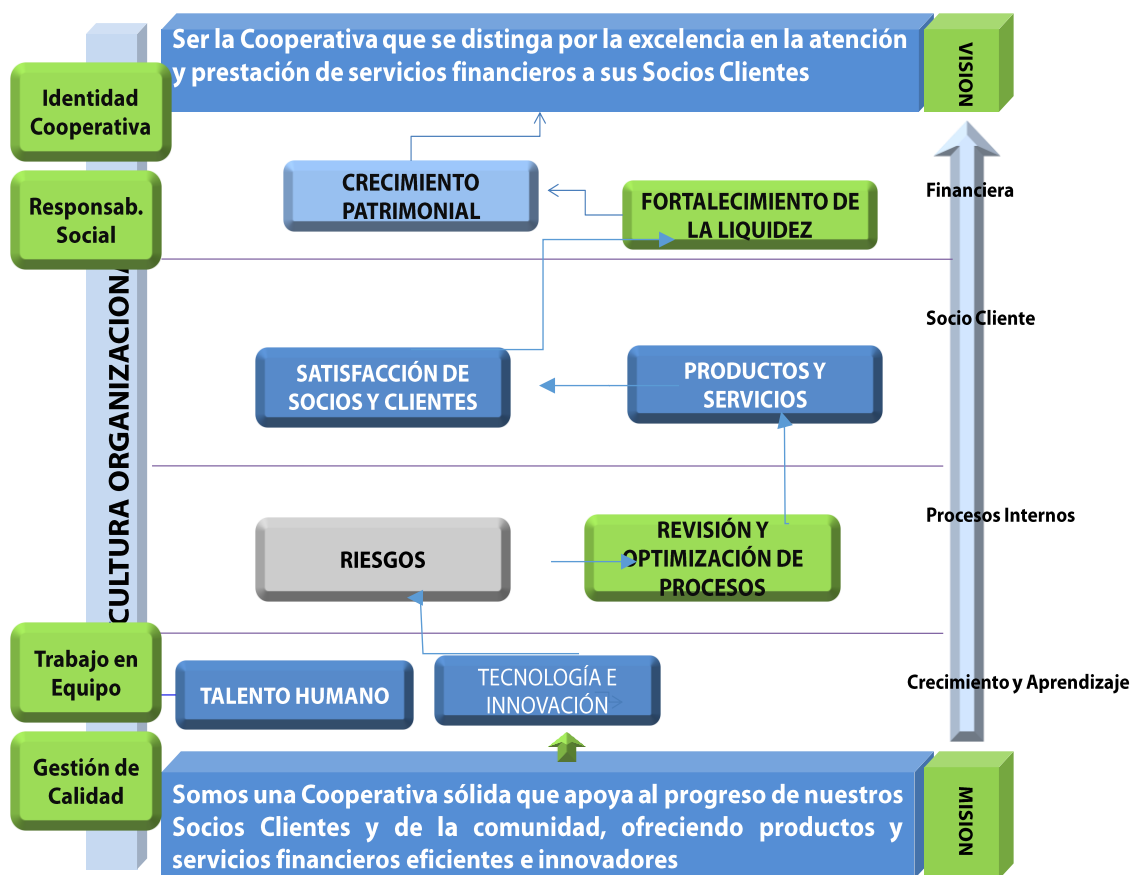 Ser la Cooperativa que se distinga por la excelencia en la atención
y prestación de servicios financieros a sus Socios Clientes
VISION
Identidad
Cooperativa
Responsab.
Social
CULTURA ORGANIZACIONA
CRECIMIENTO
PATRIMONIAL
FORTALECIMIENTO DE
LA LIQUIDEZ
Financiera
Socio Cliente
SATISFACCIÓN DE
SOCIOS Y CLIENTES
PRODUCTOS Y
SERVICIOS
Procesos Internos
RIESGOS
REVISIÓN Y
OPTIMIZACIÓN DE
PROCESOS
Trabajo en
Equipo
TALENTO HUMANO
TECNOLOGÍA E
INNOVACIÓN
Crecimiento y Aprendizaje
Gestión de
Calidad
Somos una Cooperativa sólida que apoya al progreso de nuestros
Socios Clientes y de la comunidad, ofreciendo productos y
servicios financieros eficientes e innovadores
MISION